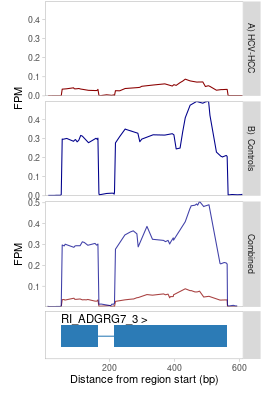 0.4
0.3
0.2
0.1
0.0
A) HCV-HCC
FPM
0.5
0.4
0.3
0.2
0.1
0.0
B) Controls
0.5
0.4
0.3
0.2
0.1
Combined
FPM
RI_ADGRG7_3 >
0
200
400
600
Distance from region start (bp)